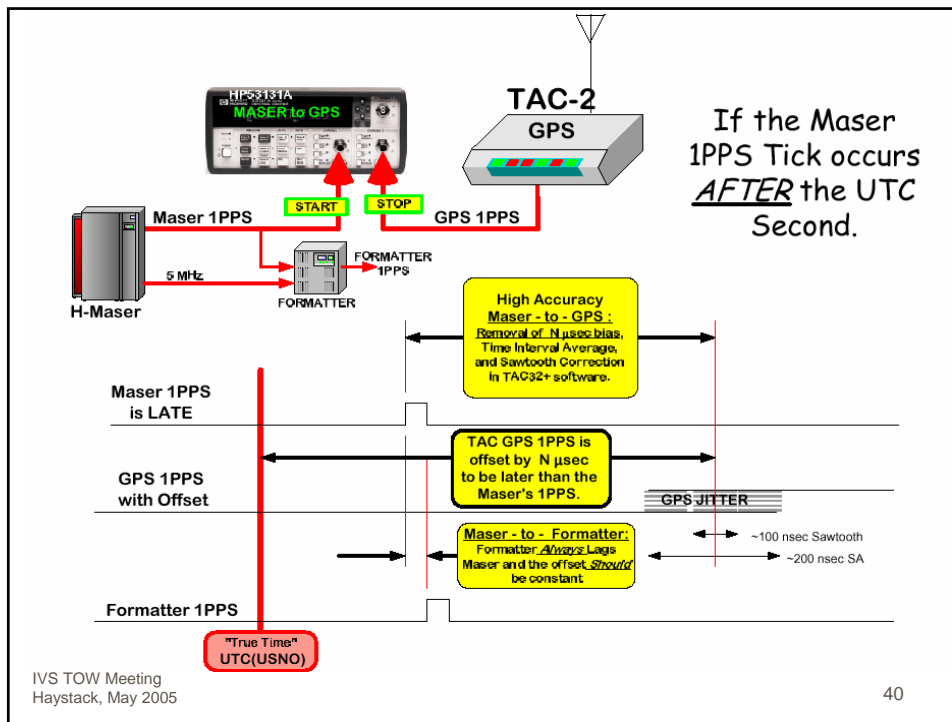 HP53131A
MASER to GPS
TAC-2
GPS
If the Maser
1PPS Tick occurs
AFTER the UTC
Second.
START
STOP
Maser 1PPS
GPS 1PPS
5 MHz
FORMATTER
1PPS
FORMATTER
H-Maser
High Accuracy
Maser - to - GPS :
Removal of N µsec bias,
Time Interval Average,
and Sawtooth Correction
in TAC32+ software.
Maser 1PPS
is LATE
TAC GPS 1PPS is
offset by N µsec
to be later than the
Maser's 1PPS.
GPS 1PPS
with Offset
GPS JITTER
~100 nsec Sawtooth
~200 nsec SA
Maser - to - Formatter:
Formatter Always Lags
Maser and the offset Should
be constant
Formatter 1PPS
"True Time"
UTC(USNO)
IVS TOW Meeting
Haystack, May 2005
40